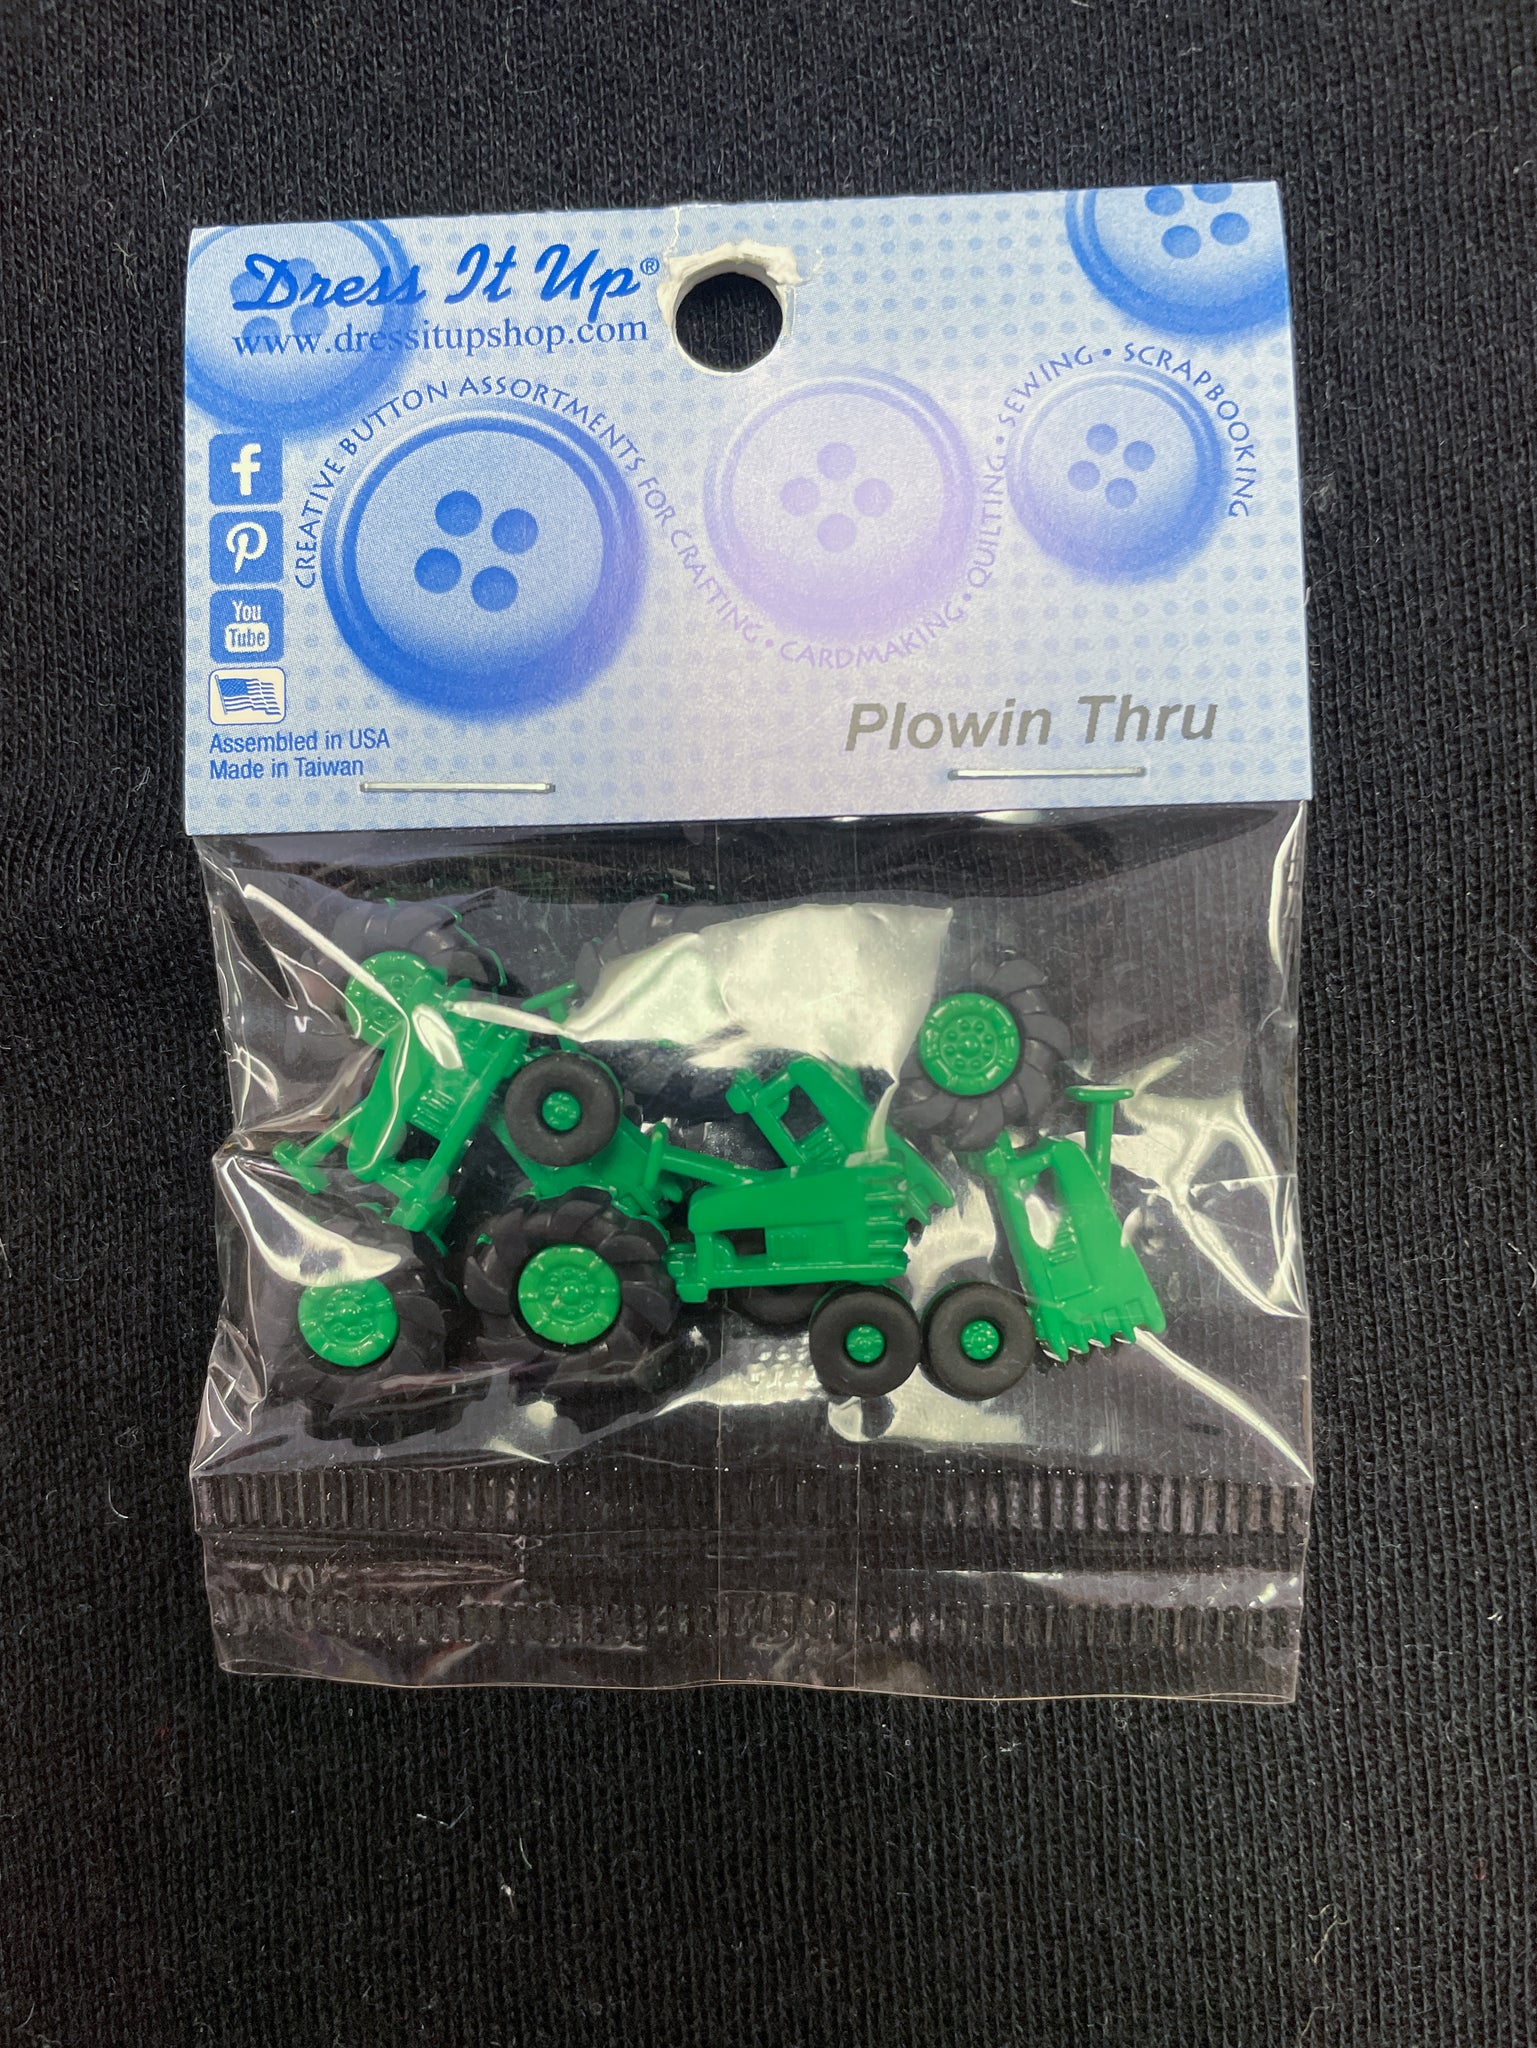 Dress It Up®
www.dressitupshop.com
CREATIVE BUTTON ASSORTMENTS FOR CRAFTING • CARDMAKING • QUILTING • SEWING • SCRAPBOOKING
f
P
You
Tube
Assembled in USA
Made in Taiwan
Plowin Thru